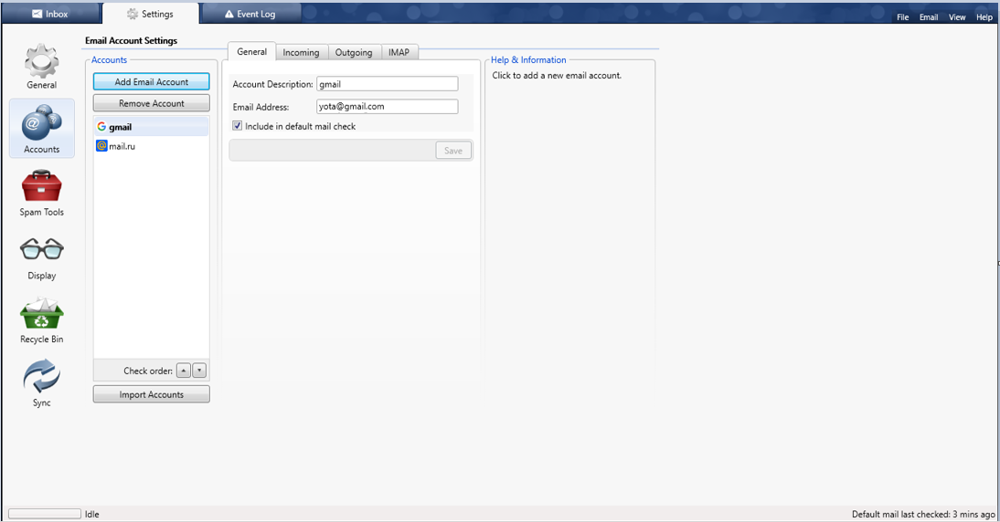 Inbox
Settings
Event Log
File Email View Help
Email Account Settings
General
Accounts
Spam Tools
Display
Recycle Bin
Sync
Accounts
Add Email Account
Remove Account
gmail
mail.ru
Check order:
Import Accounts
General Incoming Outgoing IMAP
Account Description: gmail
Email Address: yota@gmail.com
Include in default mail check
Save
Help & Information
Click to add a new email account.
Idle
Default mail last checked: 3 mins ago